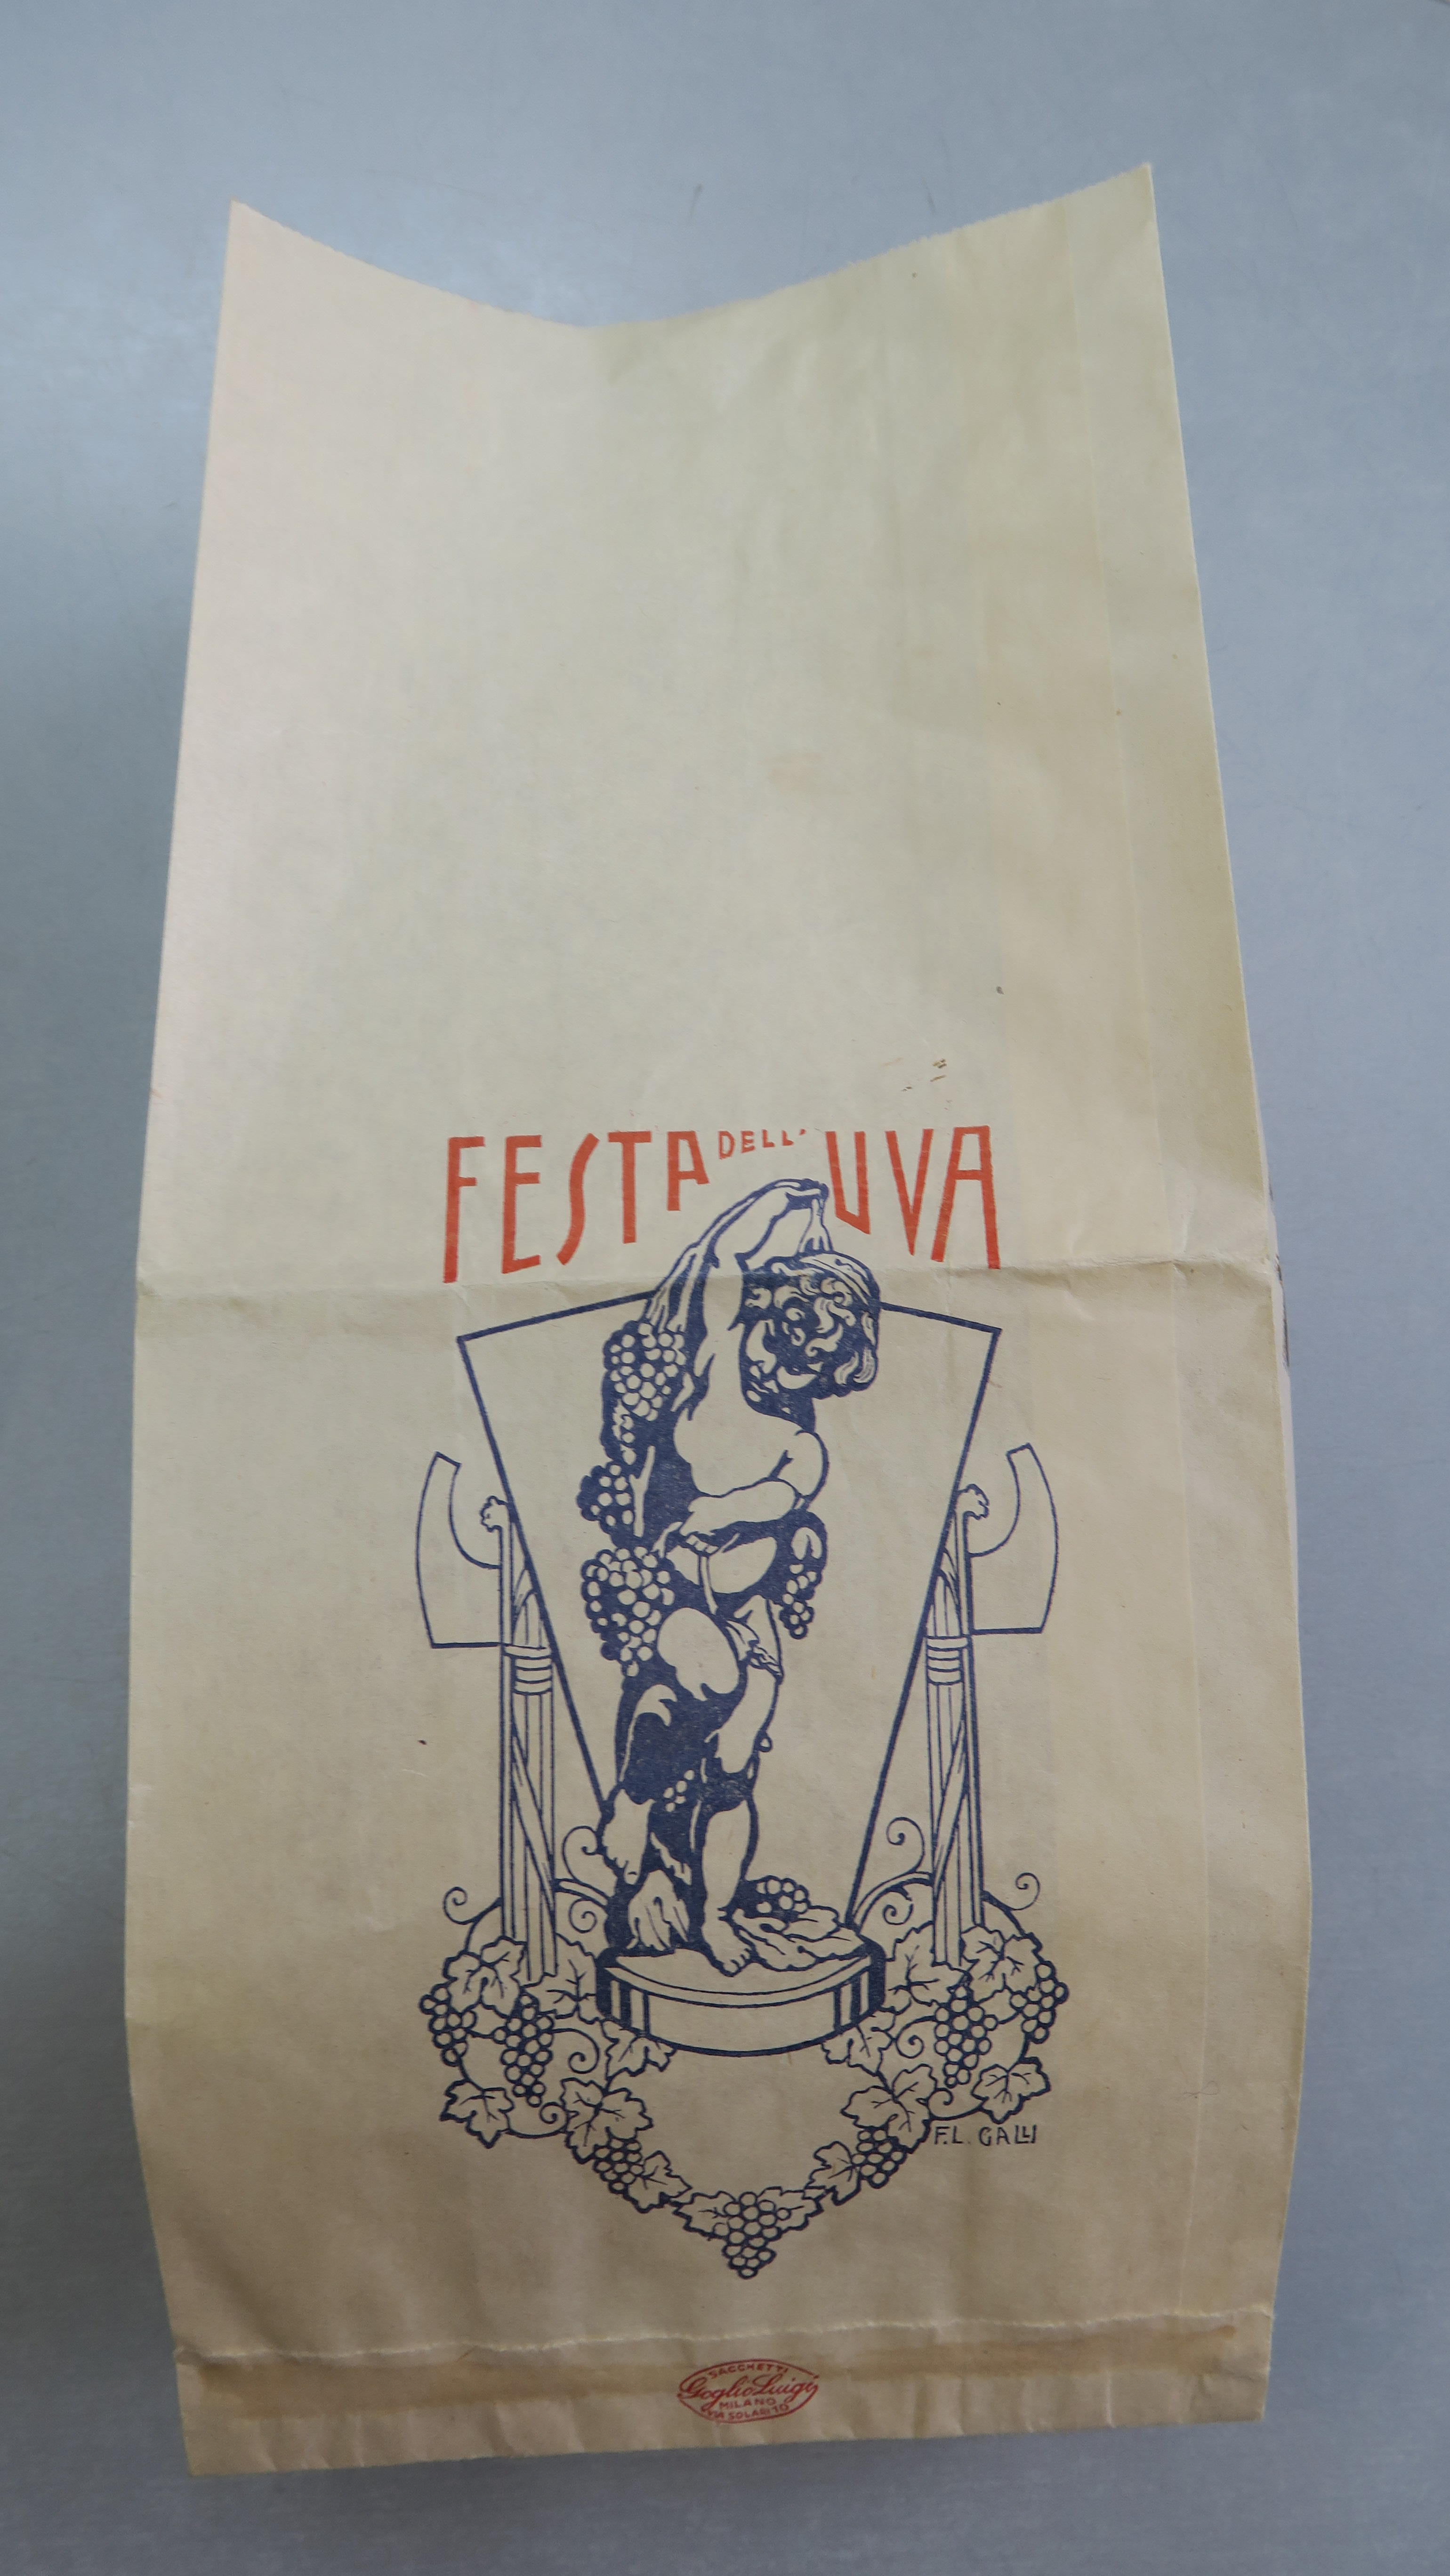 FESTA DELL' UVA
F.L. GALLI
SACCHETTI
Goglio Luigi
MILANO
VIA SOLARI 10